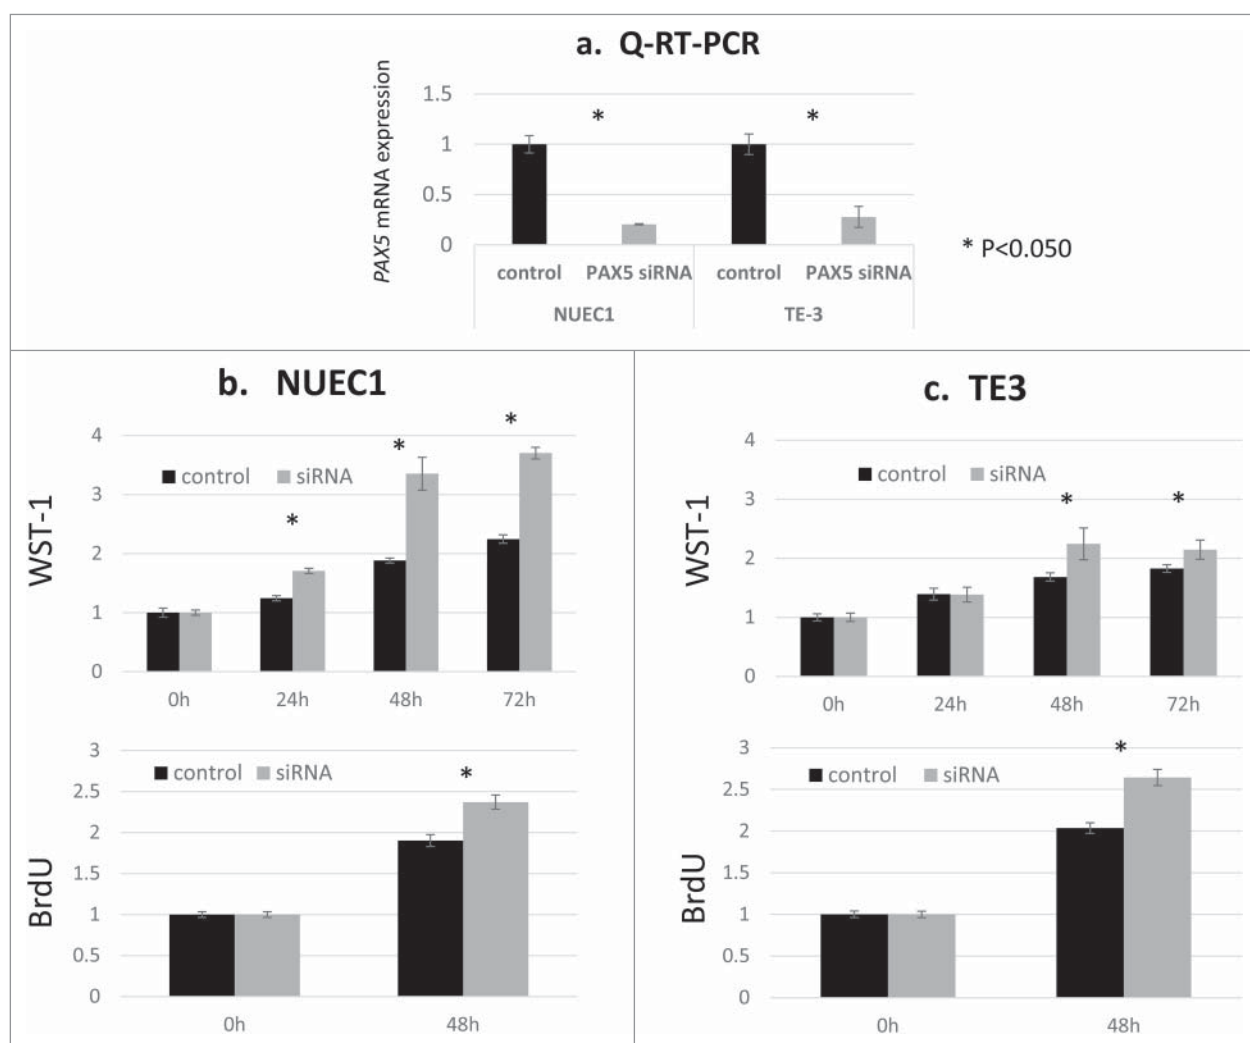 a. Q-RT-PCR
PAX5 mRNA expression
1.5
1
0.5
0
*
*
control
PAX5 siRNA
control
PAX5 siRNA
NUEC1
TE-3
* P<0.050
b. NUEC1
WST-1
4
3
2
1
0
control
siRNA
*
*
*
0h
24h
48h
72h
BrdU
3
2.5
2
1.5
1
0.5
0
control
siRNA
*
0h
48h
c. TE3
WST-1
4
3
2
1
0
control
siRNA
*
*
0h
24h
48h
72h
BrdU
3
2.5
2
1.5
1
0.5
0
control
siRNA
*
0h
48h